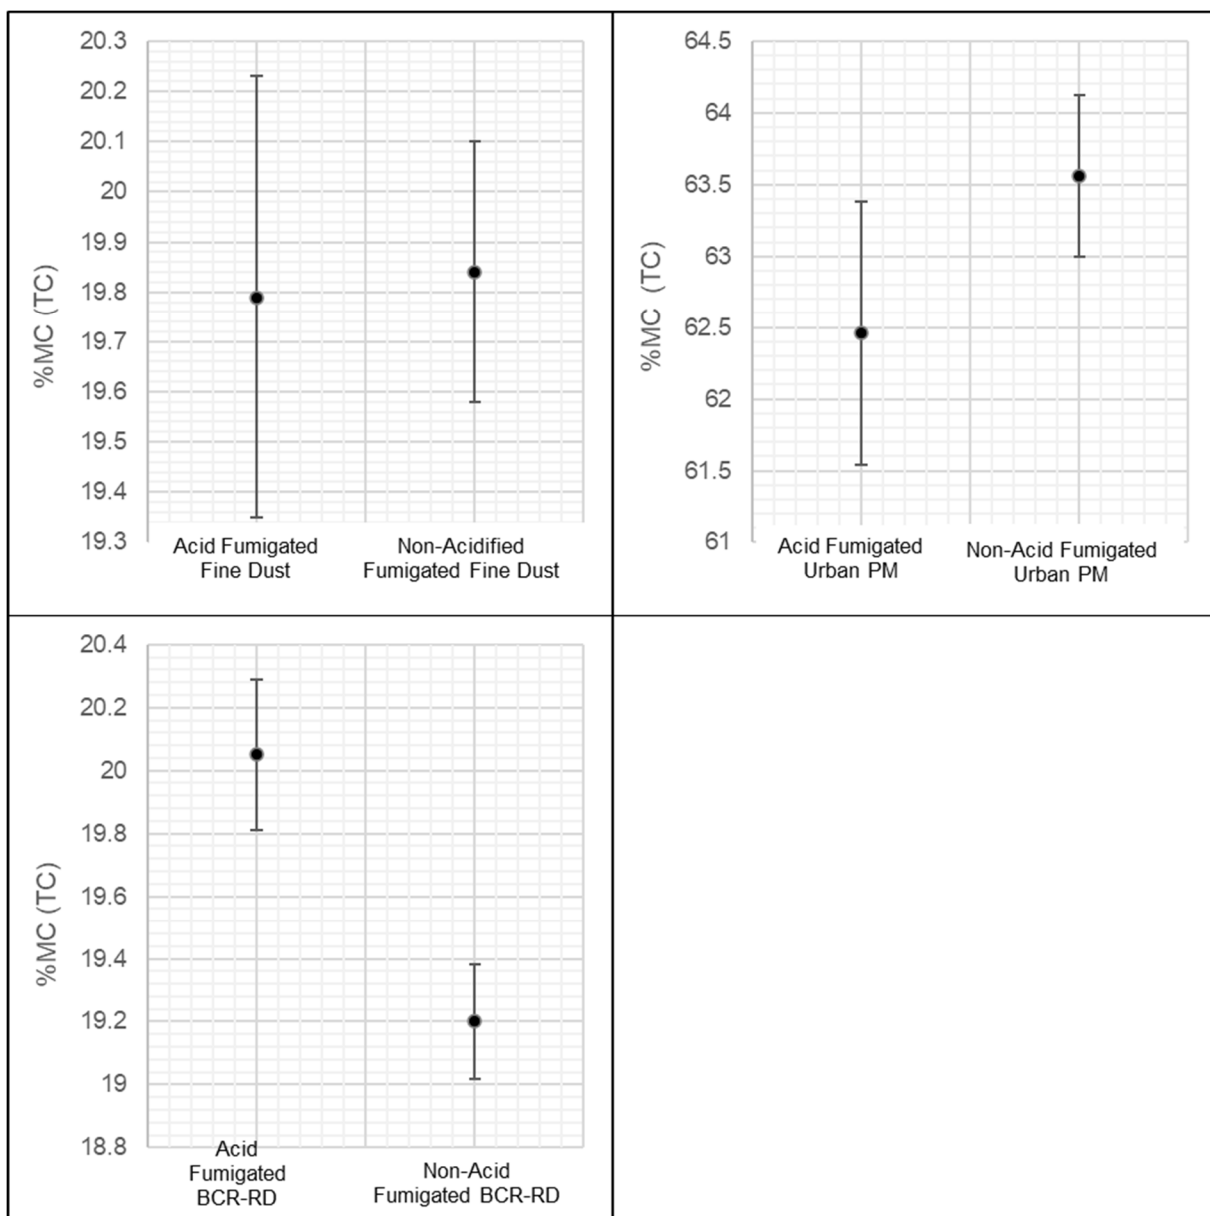 20.3
20.2
20.1
20
19.9
19.8
19.7
19.6
19.5
19.4
19.3
%MC (TC)
Acid Fumigated
Fine Dust
Non-Acidified
Fumigated Fine Dust
64.5
64
63.5
63
62.5
62
61.5
61
%MC (TC)
Acid Fumigated
Urban PM
Non-Acid Fumigated
Urban PM
20.4
20.2
20
19.8
19.6
19.4
19.2
19
18.8
%MC (TC)
Acid
Fumigated
BCR-RD
Non-Acid
Fumigated BCR-RD